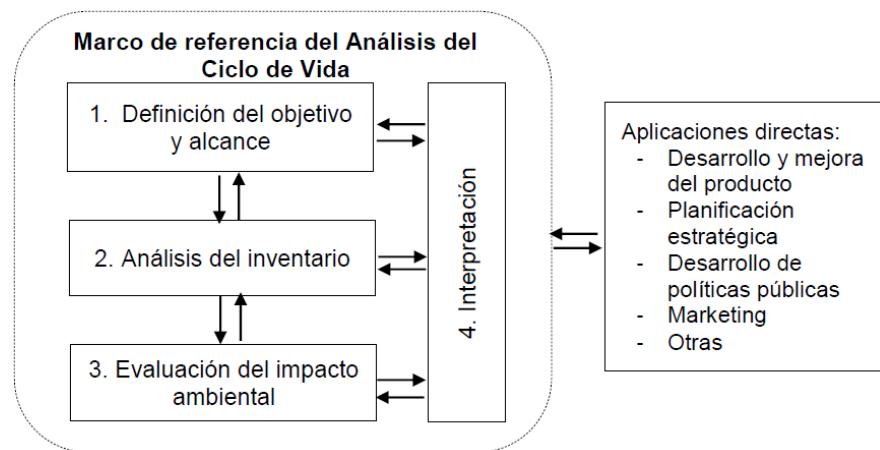 Marco de referencia del Análisis del
Ciclo de Vida
1. Definición del objetivo
y alcance
2. Análisis del inventario
3. Evaluación del impacto
ambiental
4. Interpretación
Aplicaciones directas:
- Desarrollo y mejora
del producto
- Planificación
estratégica
- Desarrollo de
políticas públicas
- Marketing
- Otras